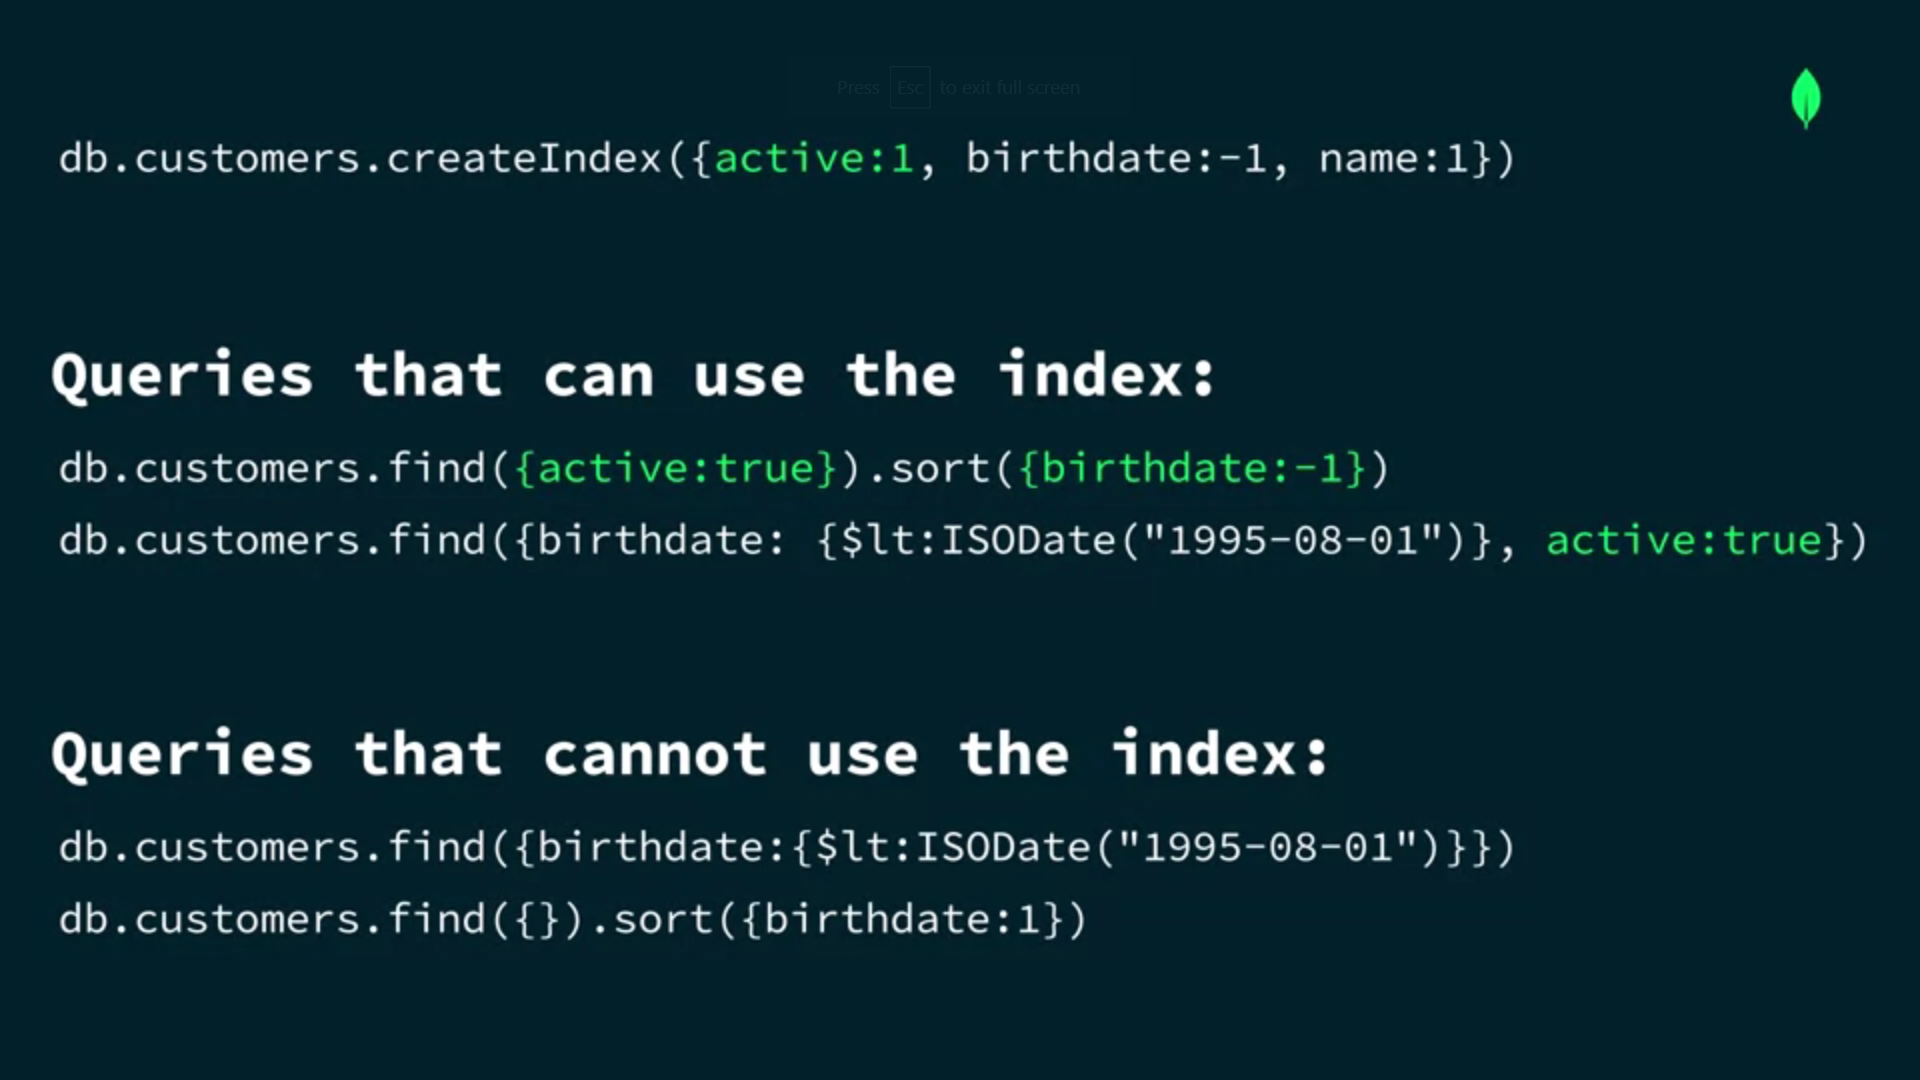 Press Esc to exit full screen
db.customers.createIndex({active:1, birthdate:-1, name:1})
Queries that can use the index:
db.customers.find({active:true}).sort({birthdate:-1})
db.customers.find({birthdate: {$lt:ISODate("1995-08-01")}, active:true})
Queries that cannot use the index:
db.customers.find({birthdate:{$lt:ISODate("1995-08-01")}})
db.customers.find({}).sort({birthdate:1})